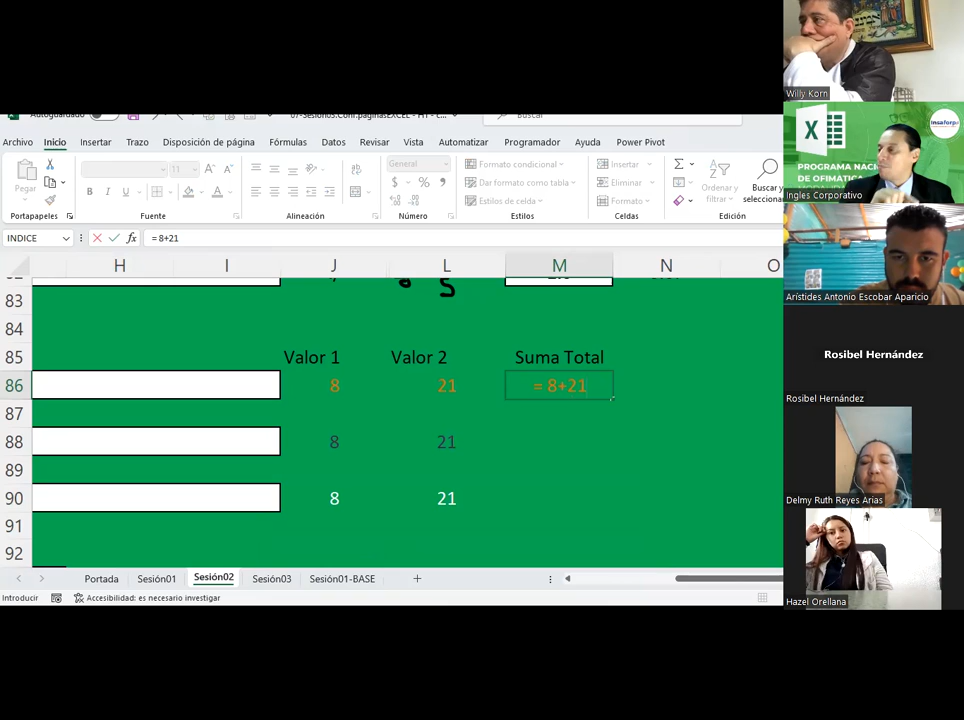 Autoguardado
Buscar
Archivo Inicio Insertar Trazo Disposición de página Fórmulas Datos Revisar Vista Automatizar Programador Ayuda Power Pivot
Pegar
11
N K S
General
$ % 000
Formato condicional
Dar formato como tabla
Estilos de celda
Insertar
Eliminar
Formato
Ordenar y
filtrar
Buscar y
seleccionar
Portapapeles Fuente Alineación Número Estilos Celdas Edición
INDICE fx = 8+21
H I J L M N O
83
84
85 Valor 1 Valor 2 Suma Total
86 8 21 = 8+21
87
88 8 21
89
90 8 21
91
92
Portada Sesión01 Sesión02 Sesión03 Sesión01-BASE
Introducir Accesibilidad: es necesario investigar
Willy Korn
insaforp
X
PROGRAMA NAC
DE OFIMATICA
Ingles Corporativo
Arístides Antonio Escobar Aparicio
Rosibel Hernández
Rosibel Hernández
Delmy Ruth Reyes Arias
Hazel Orellana